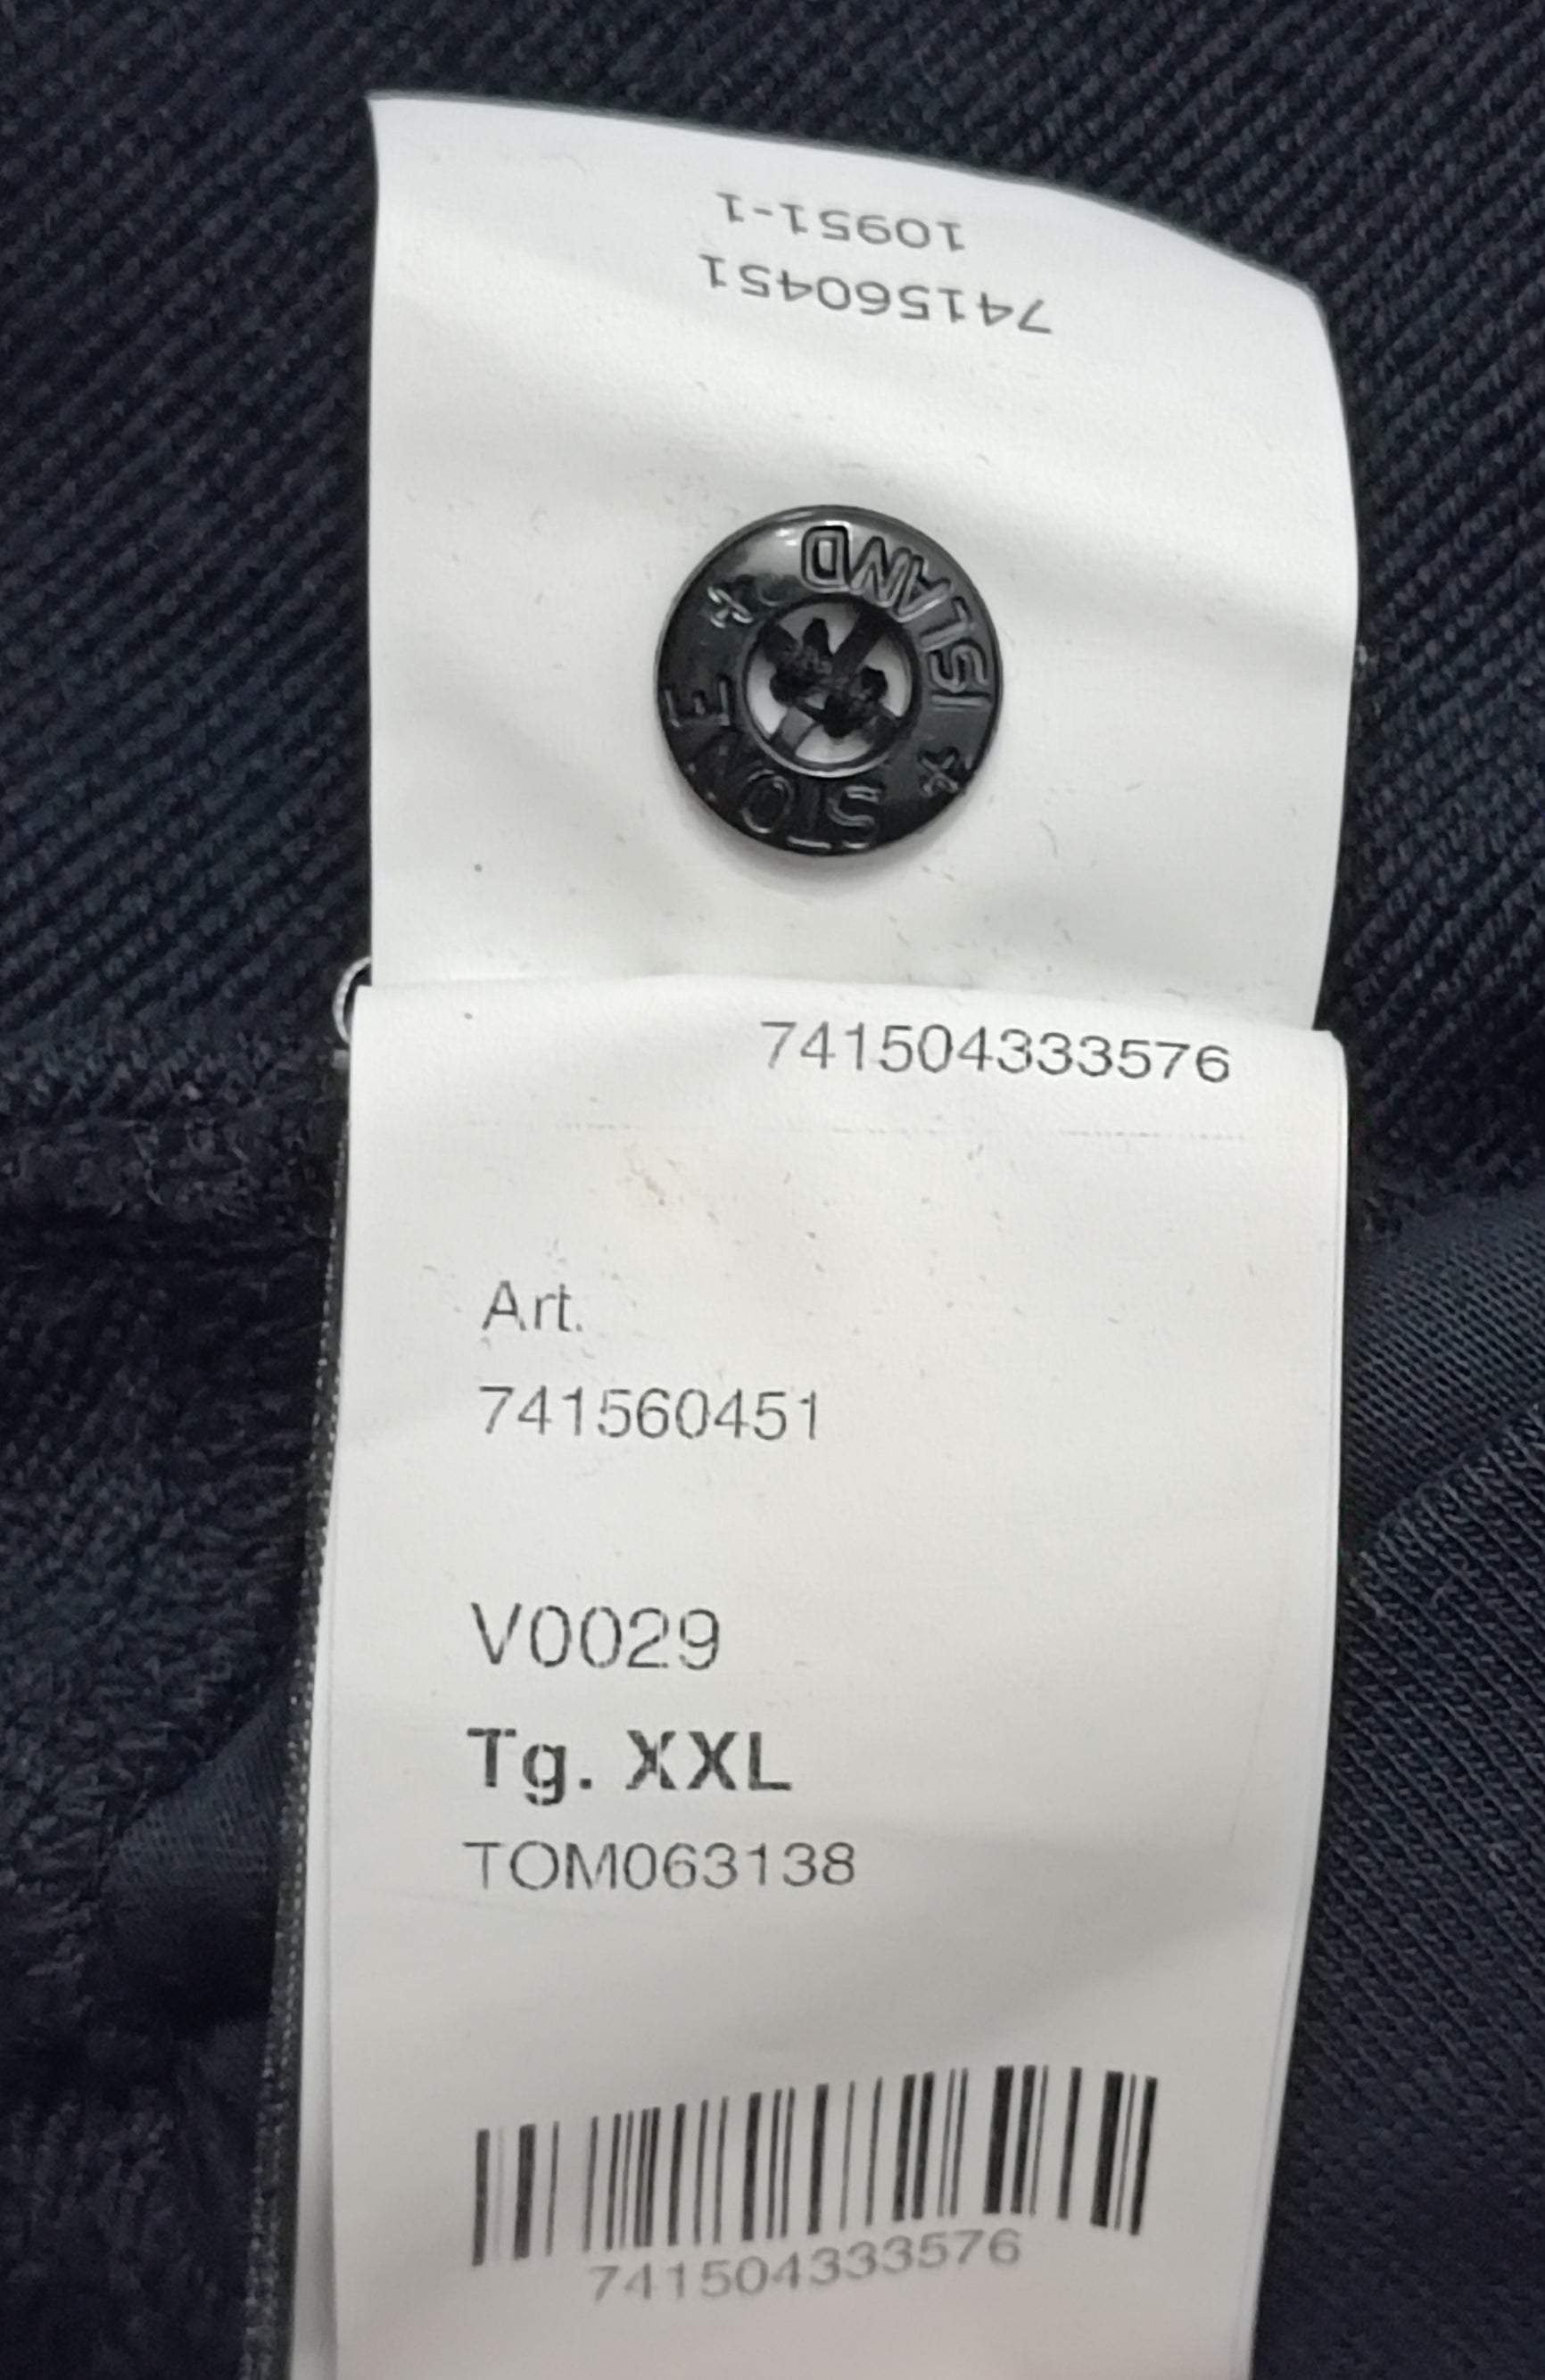 741560451
10951-1
STONE
ISLAND
741504333576
Art.
741560451
V0029
Tg. XXL
TOM063138
741504333576